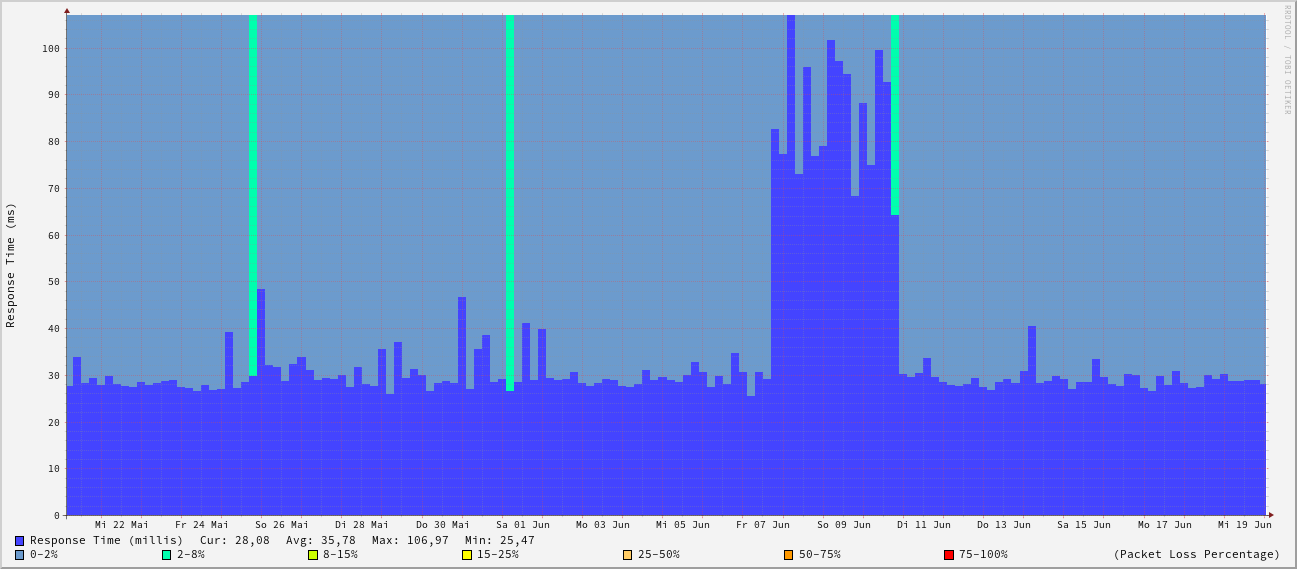 RRDTOOL / TOBI OETIKER
Response Time (ms)
100
90
80
70
60
50
40
30
20
10
0
Mi 22 Mai Fr 24 Mai So 26 Mai Di 28 Mai Do 30 Mai Sa 01 Jun Mo 03 Jun Mi 05 Jun Fr 07 Jun So 09 Jun Di 11 Jun Do 13 Jun Sa 15 Jun Mo 17 Jun Mi 19 Jun
Response Time (millis) Cur: 28,08 Avg: 35,78 Max: 106,97 Min: 25,47
0-2% 2-8% 8-15% 15-25% 25-50% 50-75% 75-100% (Packet Loss Percentage)